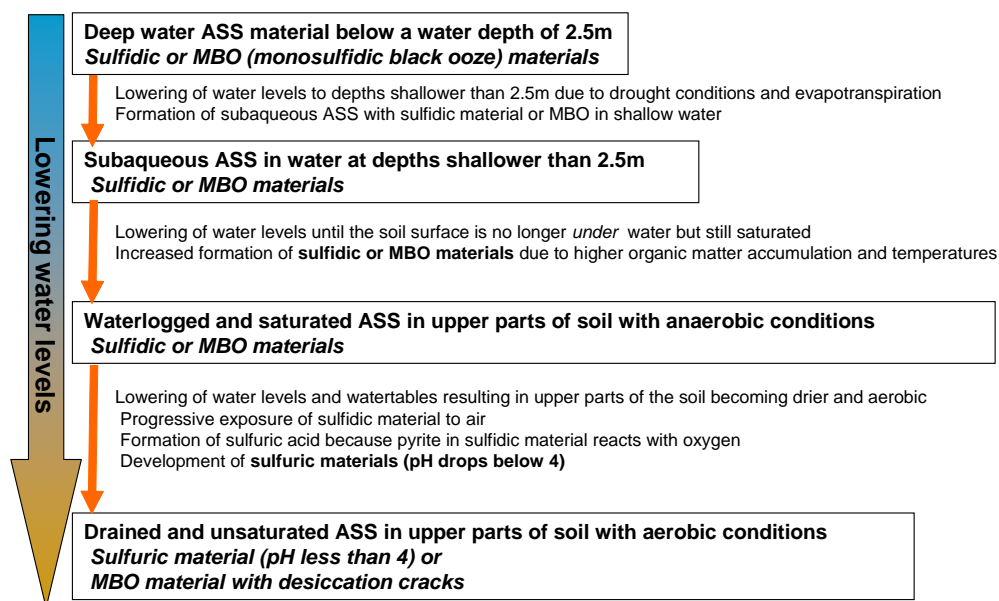 Lowering water levels
Deep water ASS material below a water depth of 2.5m
Sulfidic or MBO (monosulfidic black ooze) materials
Lowering of water levels to depths shallower than 2.5m due to drought conditions and evapotranspiration
Formation of subaqueous ASS with sulfidic material or MBO in shallow water
Subaqueous ASS in water at depths shallower than 2.5m
Sulfidic or MBO materials
Lowering of water levels until the soil surface is no longer under water but still saturated
Increased formation of sulfidic or MBO materials due to higher organic matter accumulation and temperatures
Waterlogged and saturated ASS in upper parts of soil with anaerobic conditions
Sulfidic or MBO materials
Lowering of water levels and watertables resulting in upper parts of the soil becoming drier and aerobic
Progressive exposure of sulfidic material to air
Formation of sulfuric acid because pyrite in sulfidic material reacts with oxygen
Development of sulfuric materials (pH drops below 4)
Drained and unsaturated ASS in upper parts of soil with aerobic conditions
Sulfuric material (pH less than 4) or
MBO material with desiccation cracks